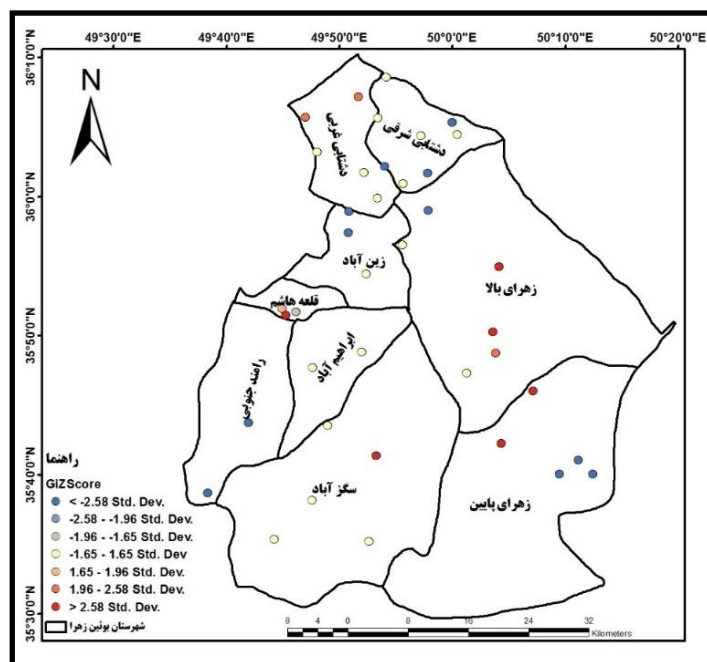 49°30'0"E 49°40'0"E 49°50'0"E 50°00'0"E 50°10'0"E 50°20'0"E
36°10'0"N
36°0'0"N
35°50'0"N
35°40'0"N
35°30'0"N
N
دشتابی غربی
دشتابی شرقی
زین آباد
زهرای بالا
قلعه هاشم
ابراهیم آباد
رامند جنوبی
سگز آباد
زهرای پایین
راهنما
GiZScore
< -2.58 Std. Dev.
-2.58 - -1.96 Std. Dev.
-1.96 - -1.65 Std. Dev.
-1.65 - 1.65 Std. Dev
1.65 - 1.96 Std. Dev.
1.96 - 2.58 Std. Dev.
> 2.58 Std. Dev.
شهرستان بوئین زهرا
8 4 0 8 16 24 32
Kilometers